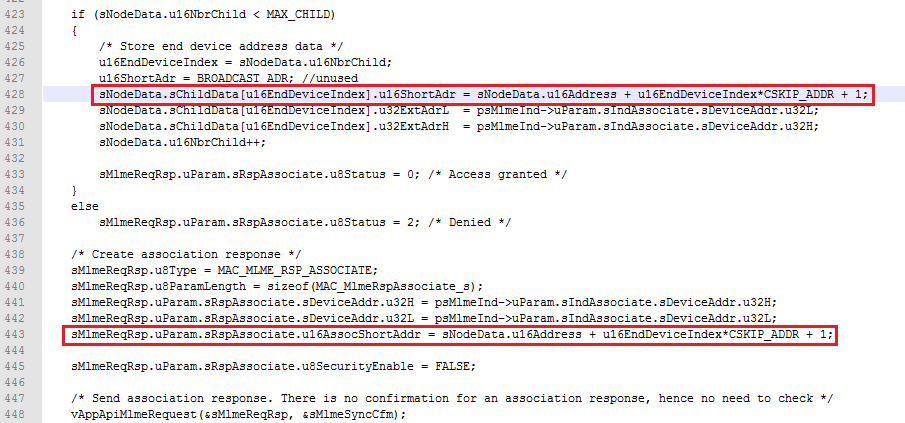 422
423 if (sNodeData.u16NbrChild < MAX_CHILD)
424 {
425 /* Store end device address data */
426 u16EndDeviceIndex = sNodeData.u16NbrChild;
427 u16ShortAdr = BROADCAST_ADR; //unused
428 sNodeData.sChildData[u16EndDeviceIndex].u16ShortAdr = sNodeData.u16Address + u16EndDeviceIndex*CSKIP_ADDR + 1;
429 sNodeData.sChildData[u16EndDeviceIndex].u32ExtAdrL  = psMlmeInd->uParam.sIndAssociate.sDeviceAddr.u32L;
430 sNodeData.sChildData[u16EndDeviceIndex].u32ExtAdrH  = psMlmeInd->uParam.sIndAssociate.sDeviceAddr.u32H;
431 sNodeData.u16NbrChild++;
432
433 sMlmeReqRsp.uParam.sRspAssociate.u8Status = 0; /* Access granted */
434 }
435 else
436 sMlmeReqRsp.uParam.sRspAssociate.u8Status = 2; /* Denied */
437
438 /* Create association response */
439 sMlmeReqRsp.u8Type = MAC_MLME_RSP_ASSOCIATE;
440 sMlmeReqRsp.u8ParamLength = sizeof(MAC_MlmeRspAssociate_s);
441 sMlmeReqRsp.uParam.sRspAssociate.sDeviceAddr.u32H = psMlmeInd->uParam.sIndAssociate.sDeviceAddr.u32H;
442 sMlmeReqRsp.uParam.sRspAssociate.sDeviceAddr.u32L = psMlmeInd->uParam.sIndAssociate.sDeviceAddr.u32L;
443 sMlmeReqRsp.uParam.sRspAssociate.u16AssocShortAddr = sNodeData.u16Address + u16EndDeviceIndex*CSKIP_ADDR + 1;
444
445 sMlmeReqRsp.uParam.sRspAssociate.u8SecurityEnable = FALSE;
446
447 /* Send association response. There is no confirmation for an association response, hence no need to check */
448 vAppApiMlmeRequest(&sMlmeReqRsp, &sMlmeSyncCfm);